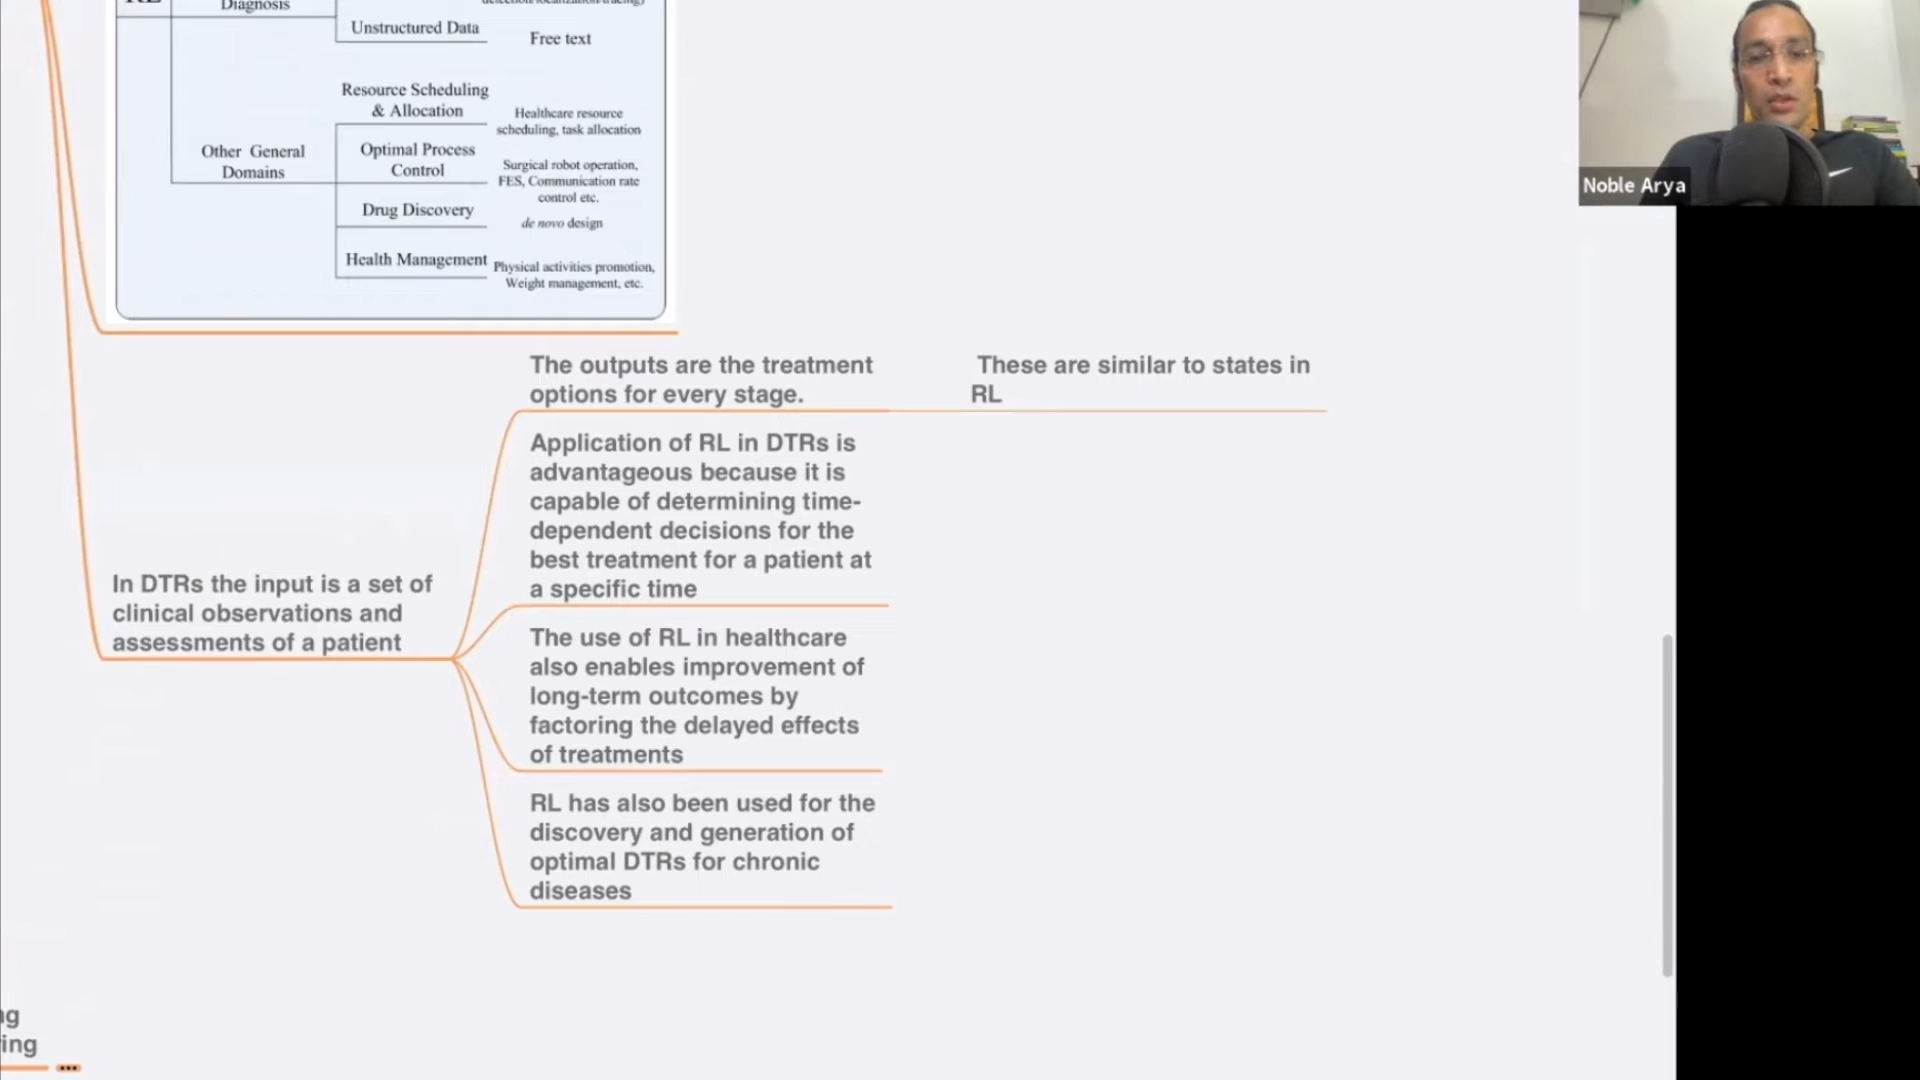 RL
Diagnosis
Unstructured Data
Free text
Resource Scheduling
& Allocation
Healthcare resource
scheduling, task allocation
Other General
Domains
Optimal Process
Control
Surgical robot operation,
FES, Communication rate
control etc.
Drug Discovery
de novo design
Health Management
Physical activities promotion,
Weight management, etc.
Noble Arya
The outputs are the treatment
options for every stage.
These are similar to states in
RL
Application of RL in DTRs is
advantageous because it is
capable of determining time-
dependent decisions for the
best treatment for a patient at
a specific time
In DTRs the input is a set of
clinical observations and
assessments of a patient
The use of RL in healthcare
also enables improvement of
long-term outcomes by
factoring the delayed effects
of treatments
RL has also been used for the
discovery and generation of
optimal DTRs for chronic
diseases